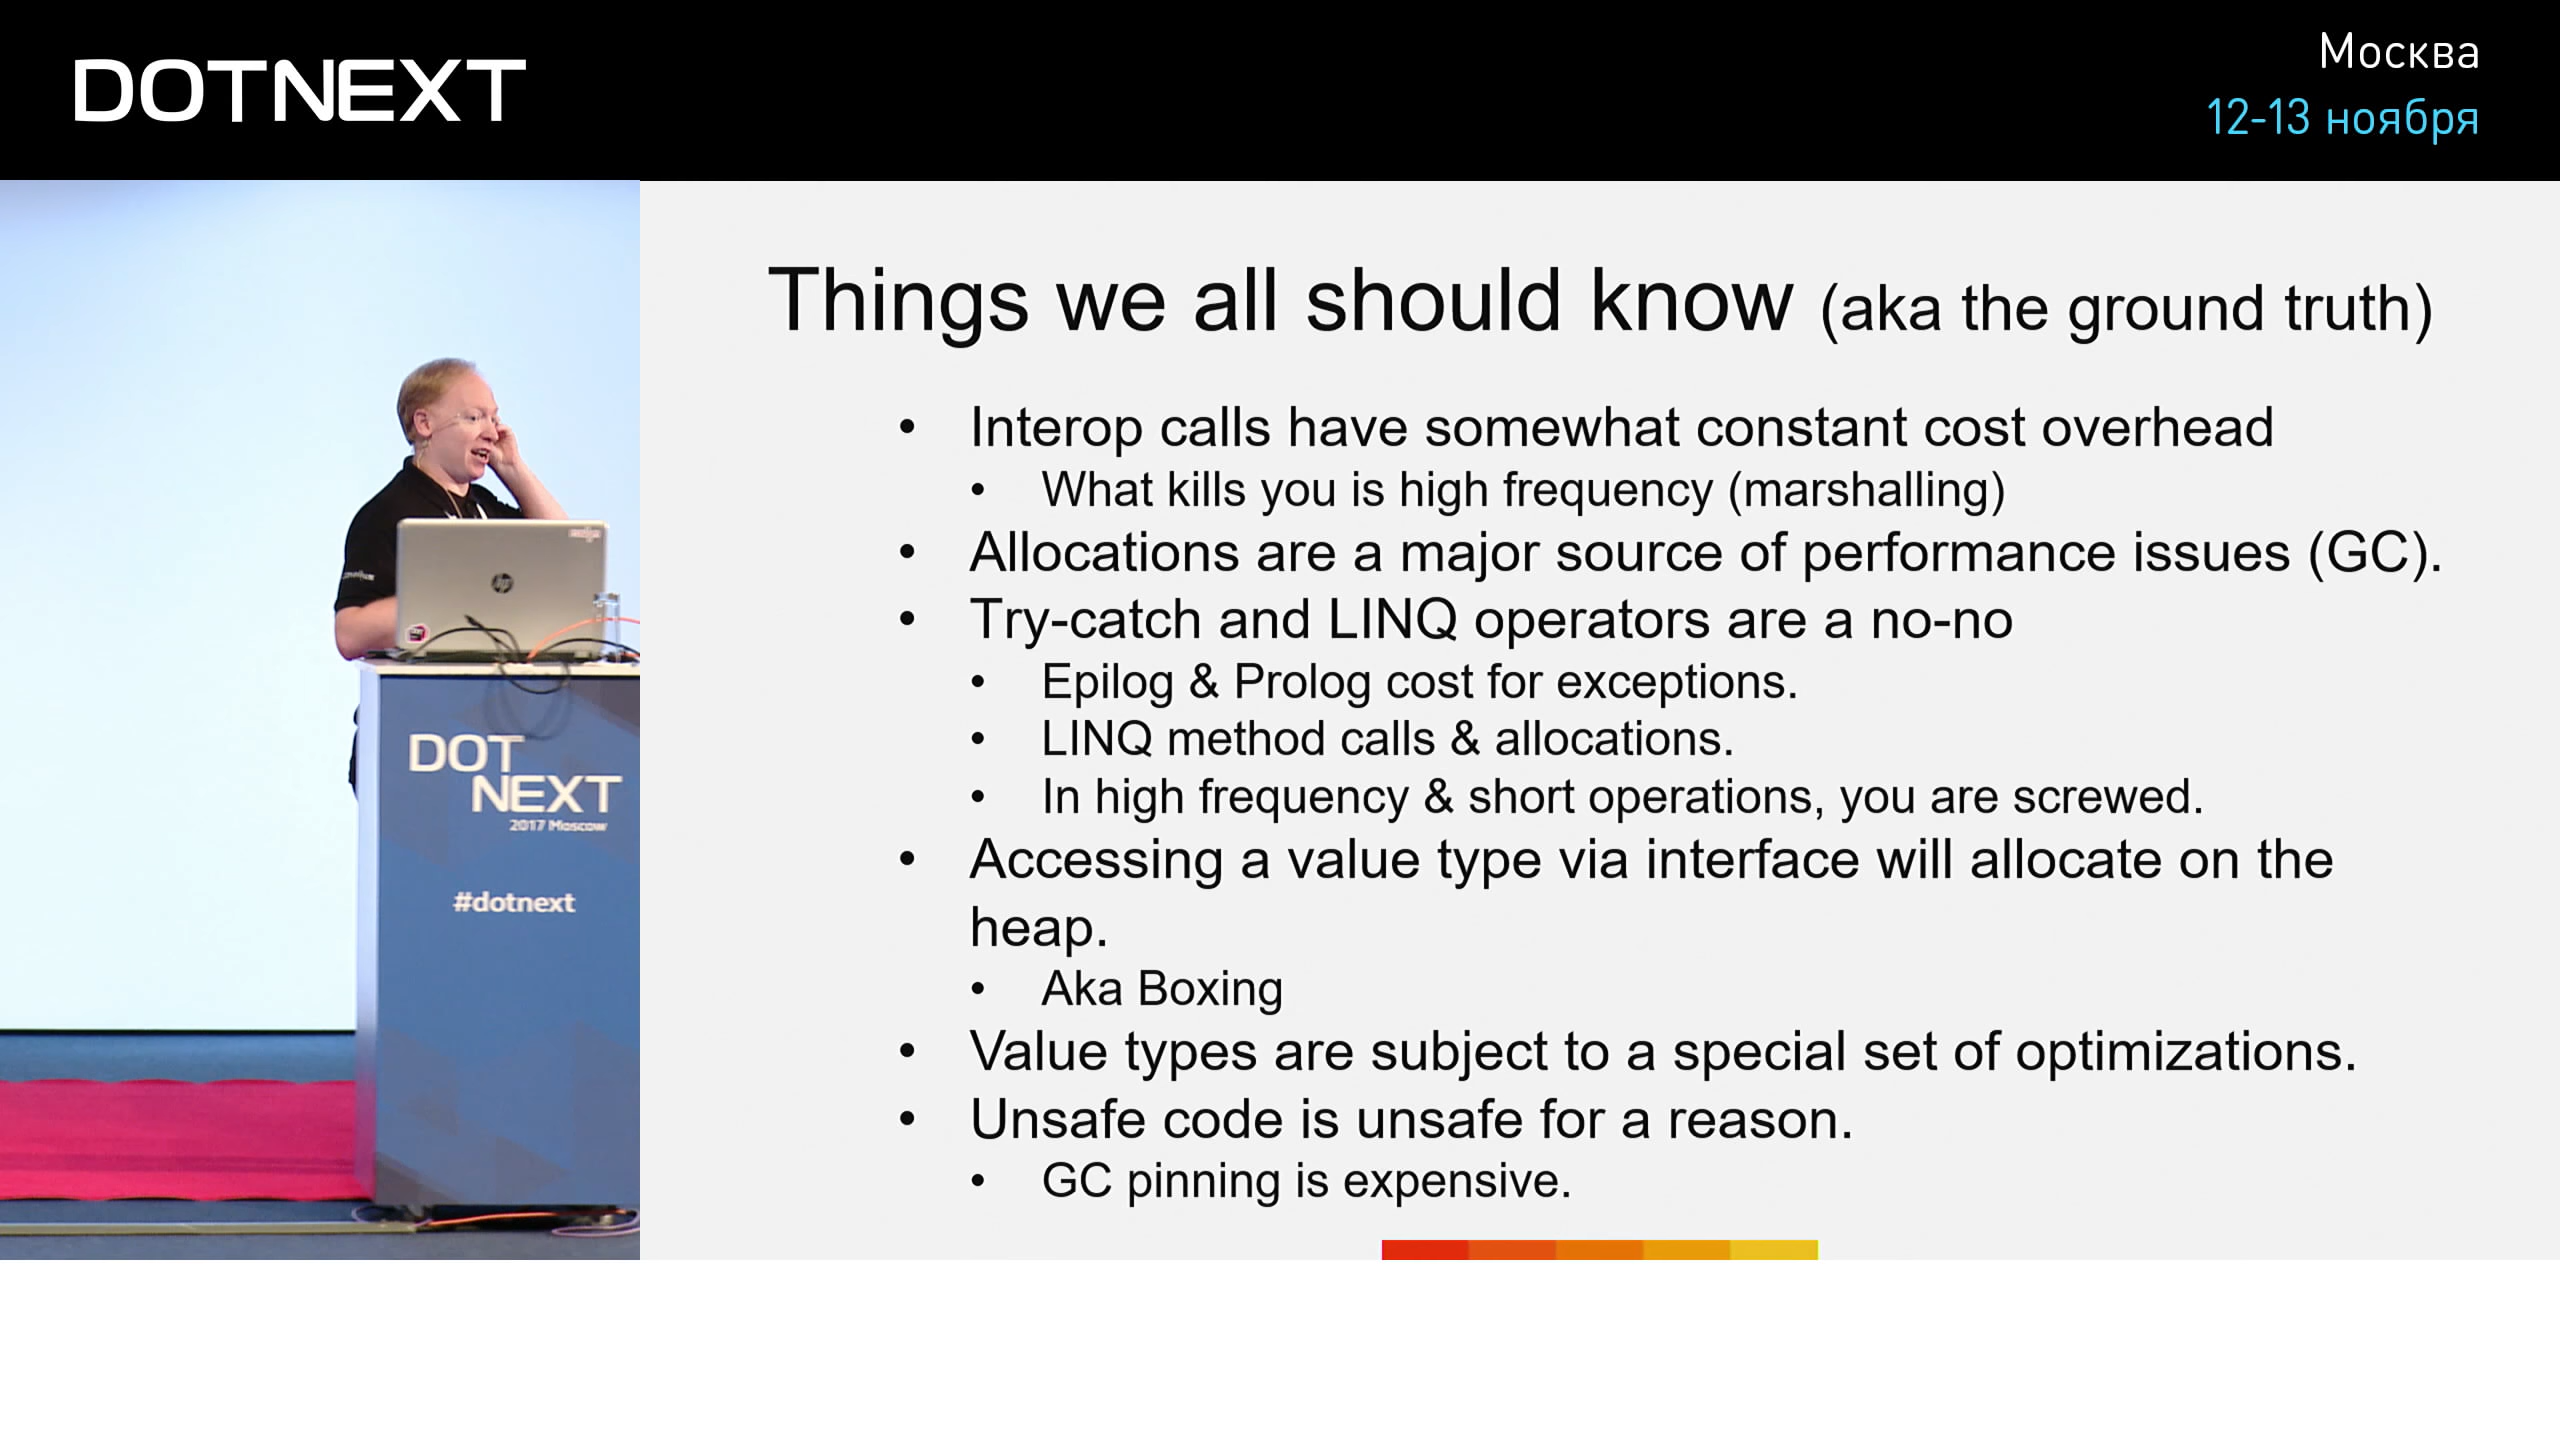 DOTNEXT
Москва
12-13 ноября
Things we all should know (aka the ground truth)
• Interop calls have somewhat constant cost overhead
• What kills you is high frequency (marshalling)
• Allocations are a major source of performance issues (GC).
• Try-catch and LINQ operators are a no-no
• Epilog & Prolog cost for exceptions.
• LINQ method calls & allocations.
• In high frequency & short operations, you are screwed.
• Accessing a value type via interface will allocate on the
heap.
• Aka Boxing
• Value types are subject to a special set of optimizations.
• Unsafe code is unsafe for a reason.
• GC pinning is expensive.
hp
DOT
NEXT
2017 Moscow
#dotnext